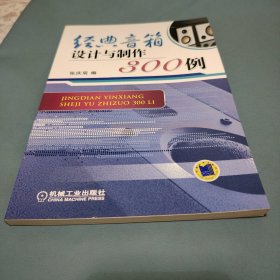 经典音箱
设计与制作
300例
张庆双 编
JINGDIAN YINXIANG
SHEJI YU ZHIZUO 300 LI
机械工业出版社
CHINA MACHINE PRESS